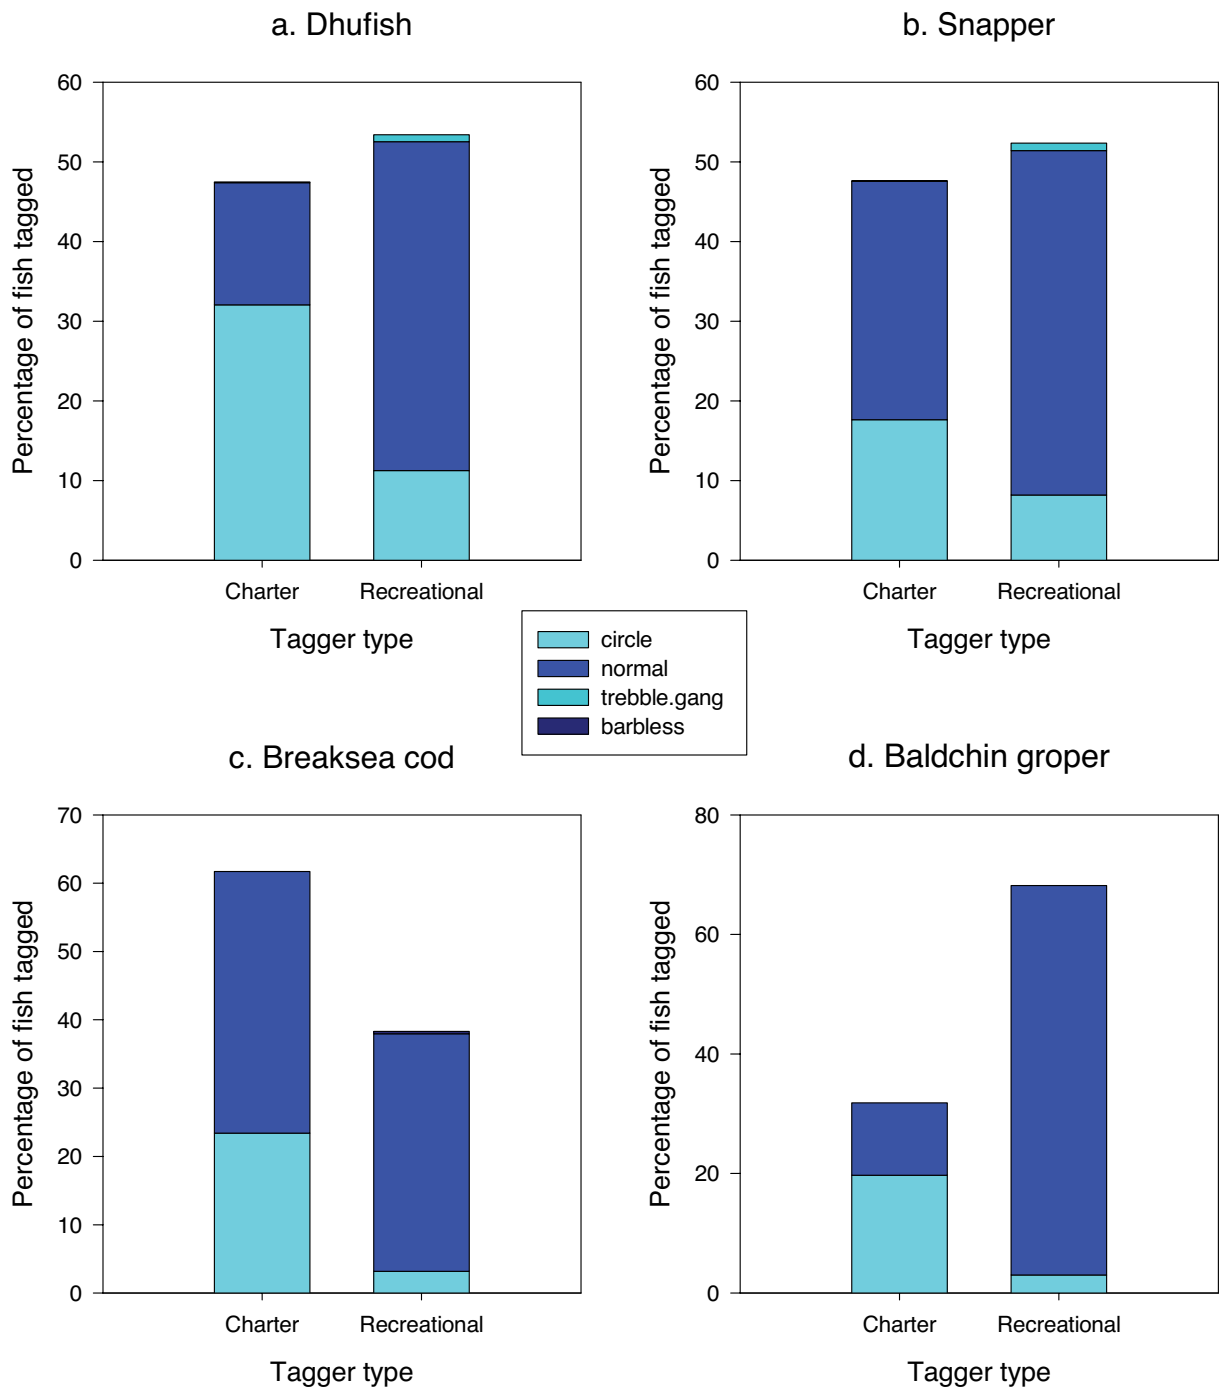 a. Dhufish
b. Snapper
Percentage of fish tagged
60
50
40
30
20
10
0
Charter
Recreational
Tagger type
Percentage of fish tagged
60
50
40
30
20
10
0
Charter
Recreational
Tagger type
circle
normal
trebble.gang
barbless
c. Breaksea cod
d. Baldchin groper
Percentage of fish tagged
70
60
50
40
30
20
10
0
Charter
Recreational
Tagger type
Percentage of fish tagged
80
60
40
20
0
Charter
Recreational
Tagger type